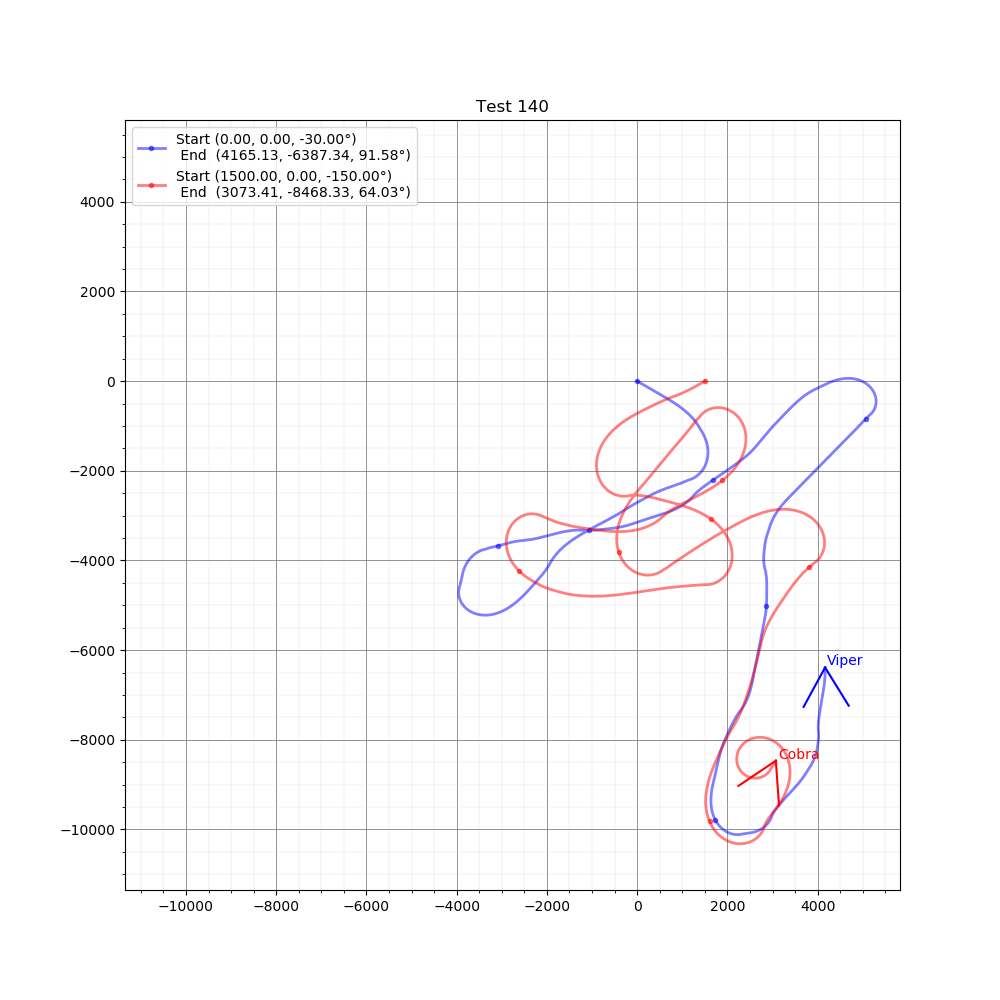 Test 140
Start (0.00, 0.00, -30.00°)
End (4165.13, -6387.34, 91.58°)
Start (1500.00, 0.00, -150.00°)
End (3073.41, -8468.33, 64.03°)
4000
2000
0
−2000
−4000
−6000
−8000
−10000
Viper
Cobra
−10000 −8000 −6000 −4000 −2000 0 2000 4000